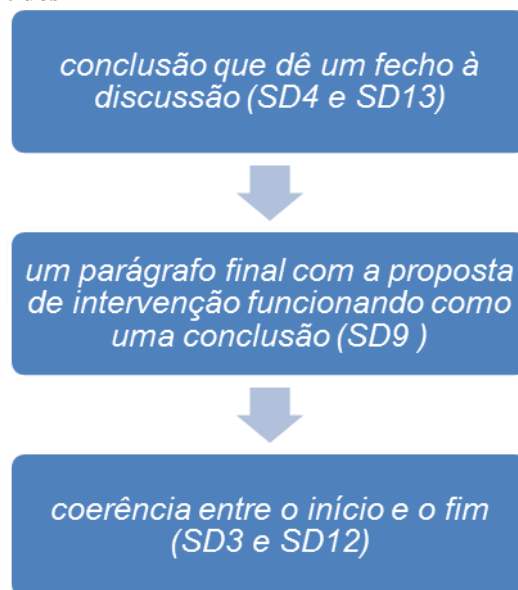 conclusão que dê um fecho à
discussão (SD4 e SD13)
um parágrafo final com a proposta
de intervenção funcionando como
uma conclusão (SD9 )
coerência entre o início e o fim
(SD3 e SD12)